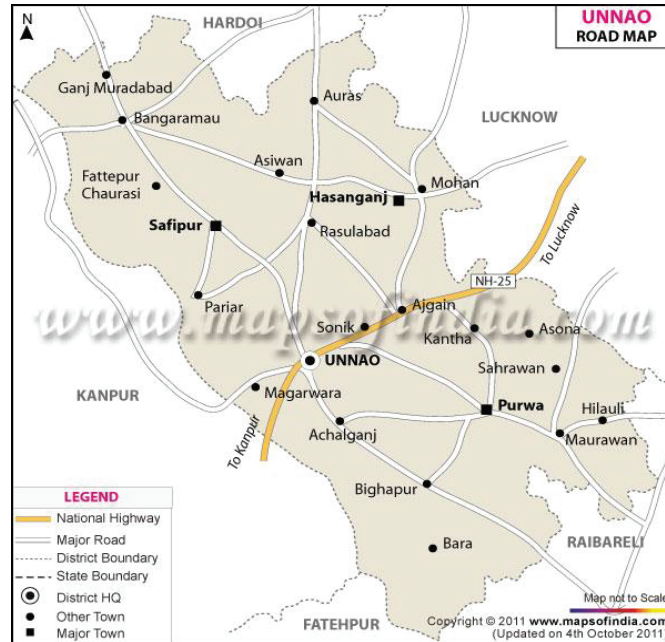 N
HARDOI
UNNAO
ROAD MAP
Ganj Muradabad
Auras
Bangaramau
LUCKNOW
Asiwan
Fattepur
Chaurasi
Hasanganj
Mohan
Safipur
Rasulabad
To Lucknow
NH-25
Pariar
Ajgain
www.mapsofindia.com
Sonik
Kantha
Asona
UNNAO
Sahrawan
KANPUR
Magarwara
Purwa
Hilauli
To Kanpur
Achalganj
Maurawan
Bighapur
LEGEND
National Highway
Major Road
District Boundary
State Boundary
District HQ
Other Town
Major Town
Bara
RAIBARELI
FATEHPUR
Map not to Scale
Copyright © 2011 www.mapsofindia.com
(Updated on 4th October 2011